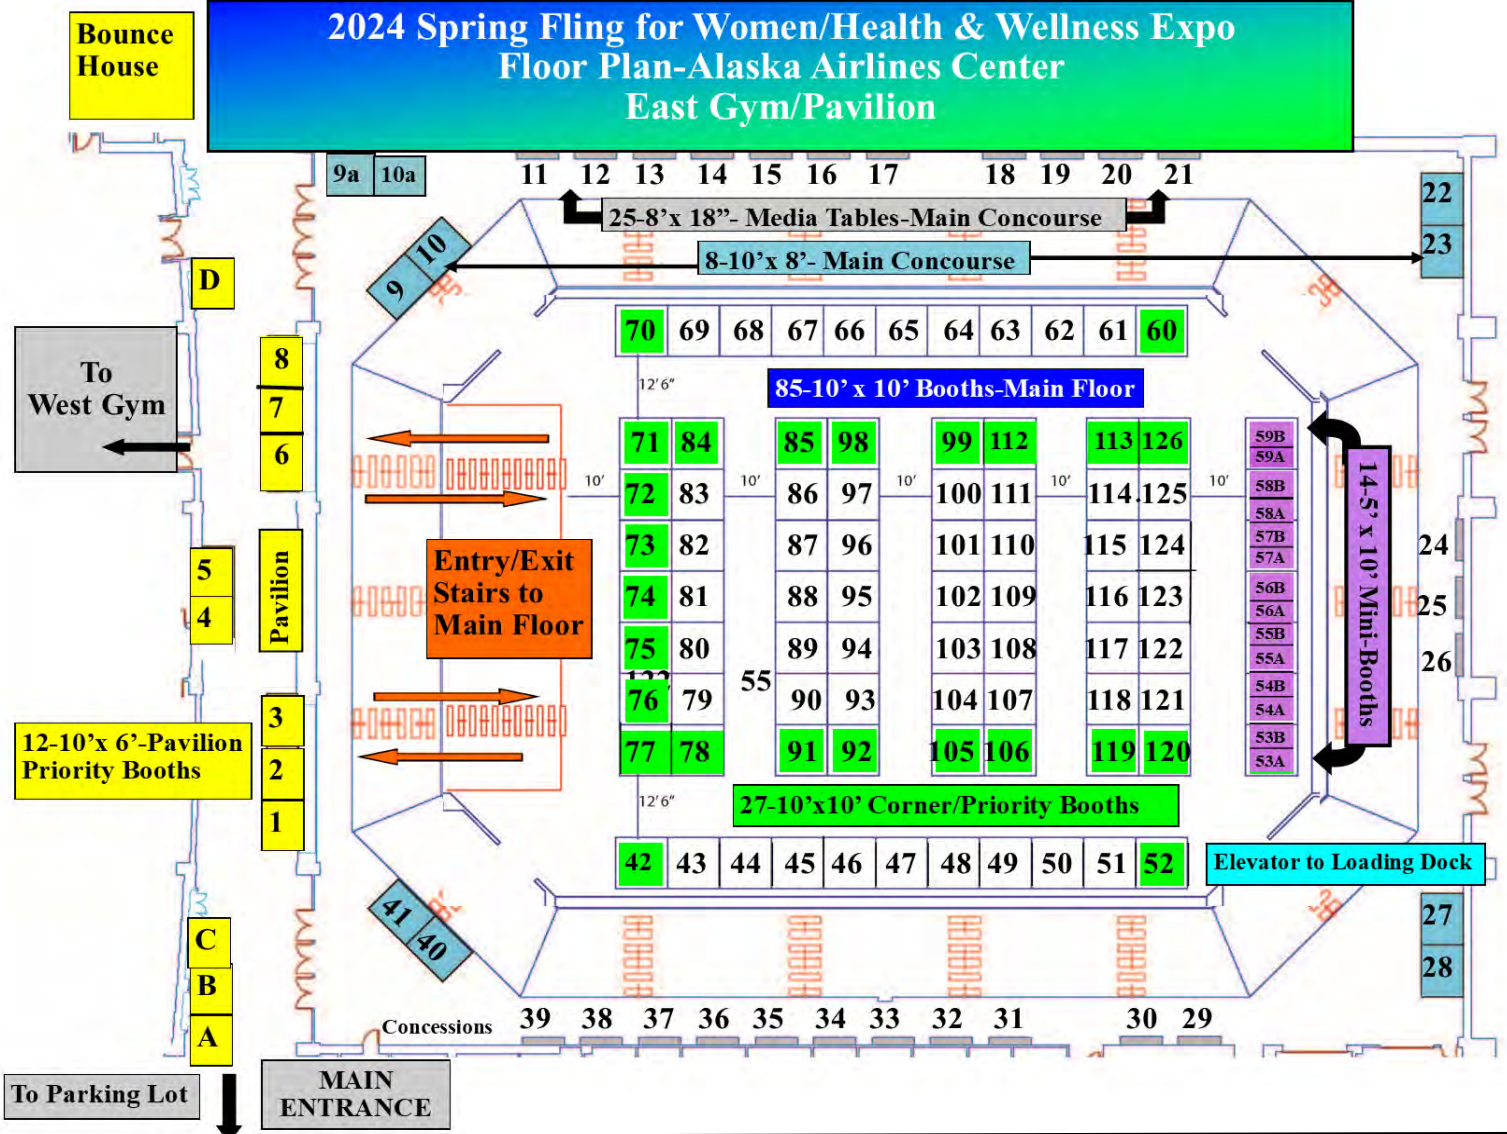 Bounce
House
2024 Spring Fling for Women/Health & Wellness Expo
Floor Plan-Alaska Airlines Center
East Gym/Pavilion
9a 10a
11 12 13 14 15 16 17 18 19 20 21
22
23
25-8’x 18”- Media Tables-Main Concourse
8-10’x 8’- Main Concourse
10
9
D
To
West Gym
8
7
6
70 69 68 67 66 65 64 63 62 61 60
12’6”
85-10’ x 10’ Booths-Main Floor
71 84 85 98 99 112 113 126
59B
59A
10’ 72 83 10’ 86 97 10’ 100 111 10’ 114 125 10’
58B
58A
73 82 87 96 101 110 115 124
57B
57A
74 81 88 95 102 109 116 123
56B
56A
75 80 89 94 103 108 117 122
55B
55A
55
76 79 90 93 104 107 118 121
54B
54A
77 78 91 92 105 106 119 120
53B
53A
14-5’ x 10’ Mini-Booths
24
25
26
Entry/Exit
Stairs to
Main Floor
Pavilion
5
4
3
2
1
12-10’x 6’-Pavilion
Priority Booths
12’6”
27-10’x10’ Corner/Priority Booths
42 43 44 45 46 47 48 49 50 51 52
Elevator to Loading Dock
41
40
27
28
C
B
A
Concessions
39 38 37 36 35 34 33 32 31 30 29
To Parking Lot
MAIN
ENTRANCE